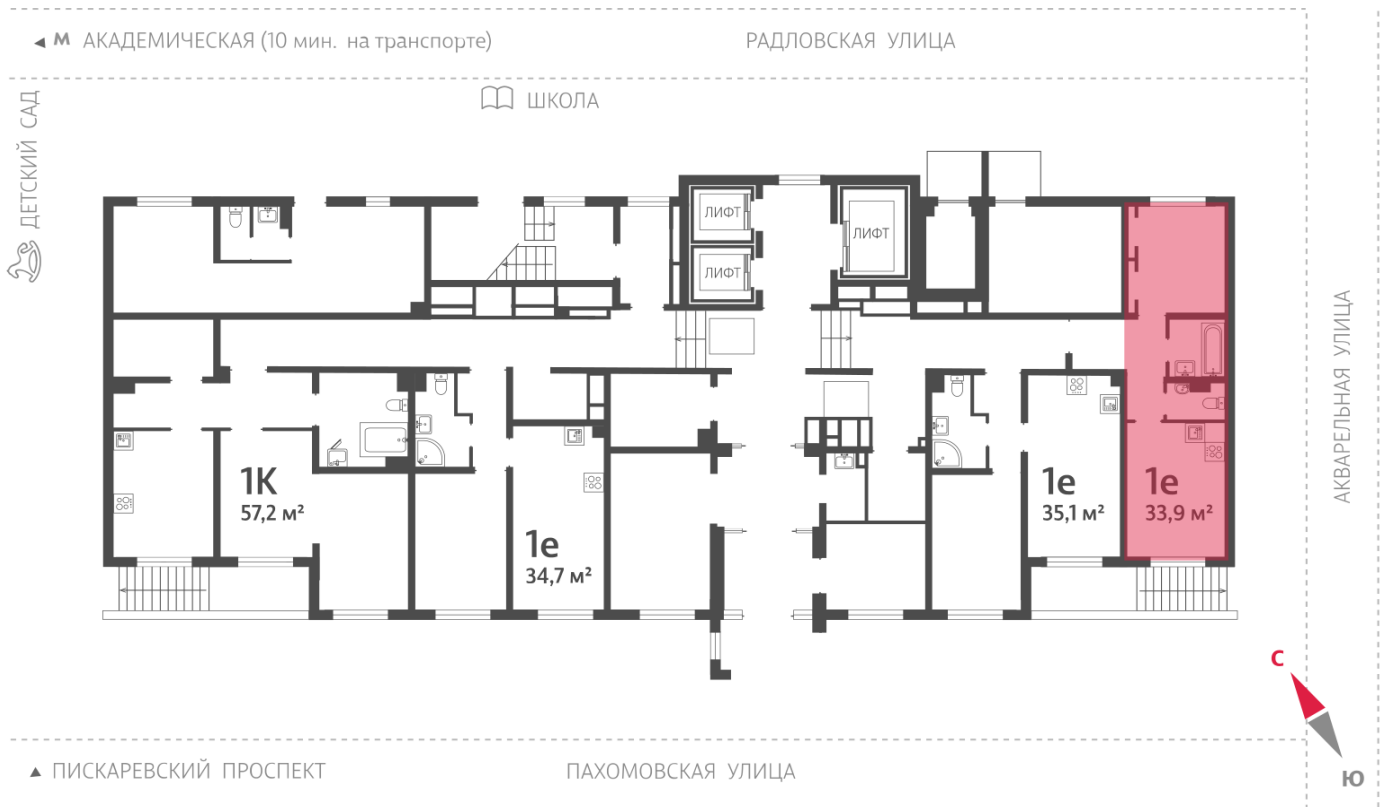 М АКАДЕМИЧЕСКАЯ (10 мин. на транспорте)
РАДЛОВСКАЯ УЛИЦА
ДЕТСКИЙ САД
ШКОЛА
ЛИФТ
ЛИФТ
ЛИФТ
АКВАРЕЛЬНАЯ УЛИЦА
1К
57,2 м²
1е
34,7 м²
1е
35,1 м²
1е
33,9 м²
С
Ю
ПИСКАРЕВСКИЙ ПРОСПЕКТ
ПАХОМОВСКАЯ УЛИЦА